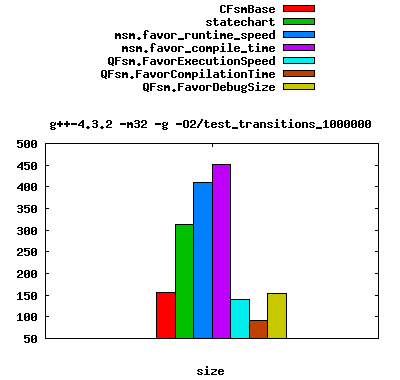 CFsmBase
statechart
msm.favor_runtime_speed
msm.favor_compile_time
QFsm.FavorExecutionSpeed
QFsm.FavorCompilationTime
QFsm.FavorDebugSize
g++-4.3.2 -m32 -g -O2/test_transitions_1000000
500
450
400
350
300
250
200
150
100
50
size